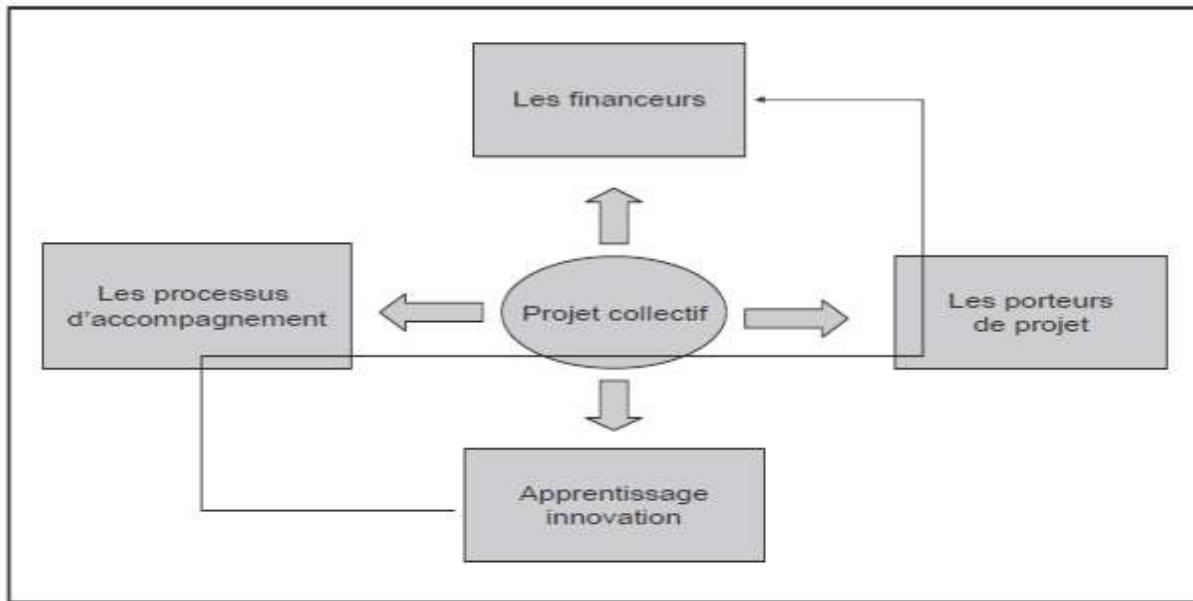 Les financeurs
Les processus
d'accompagnement
Projet collectif
Les porteurs
de projet
Apprentissage
innovation